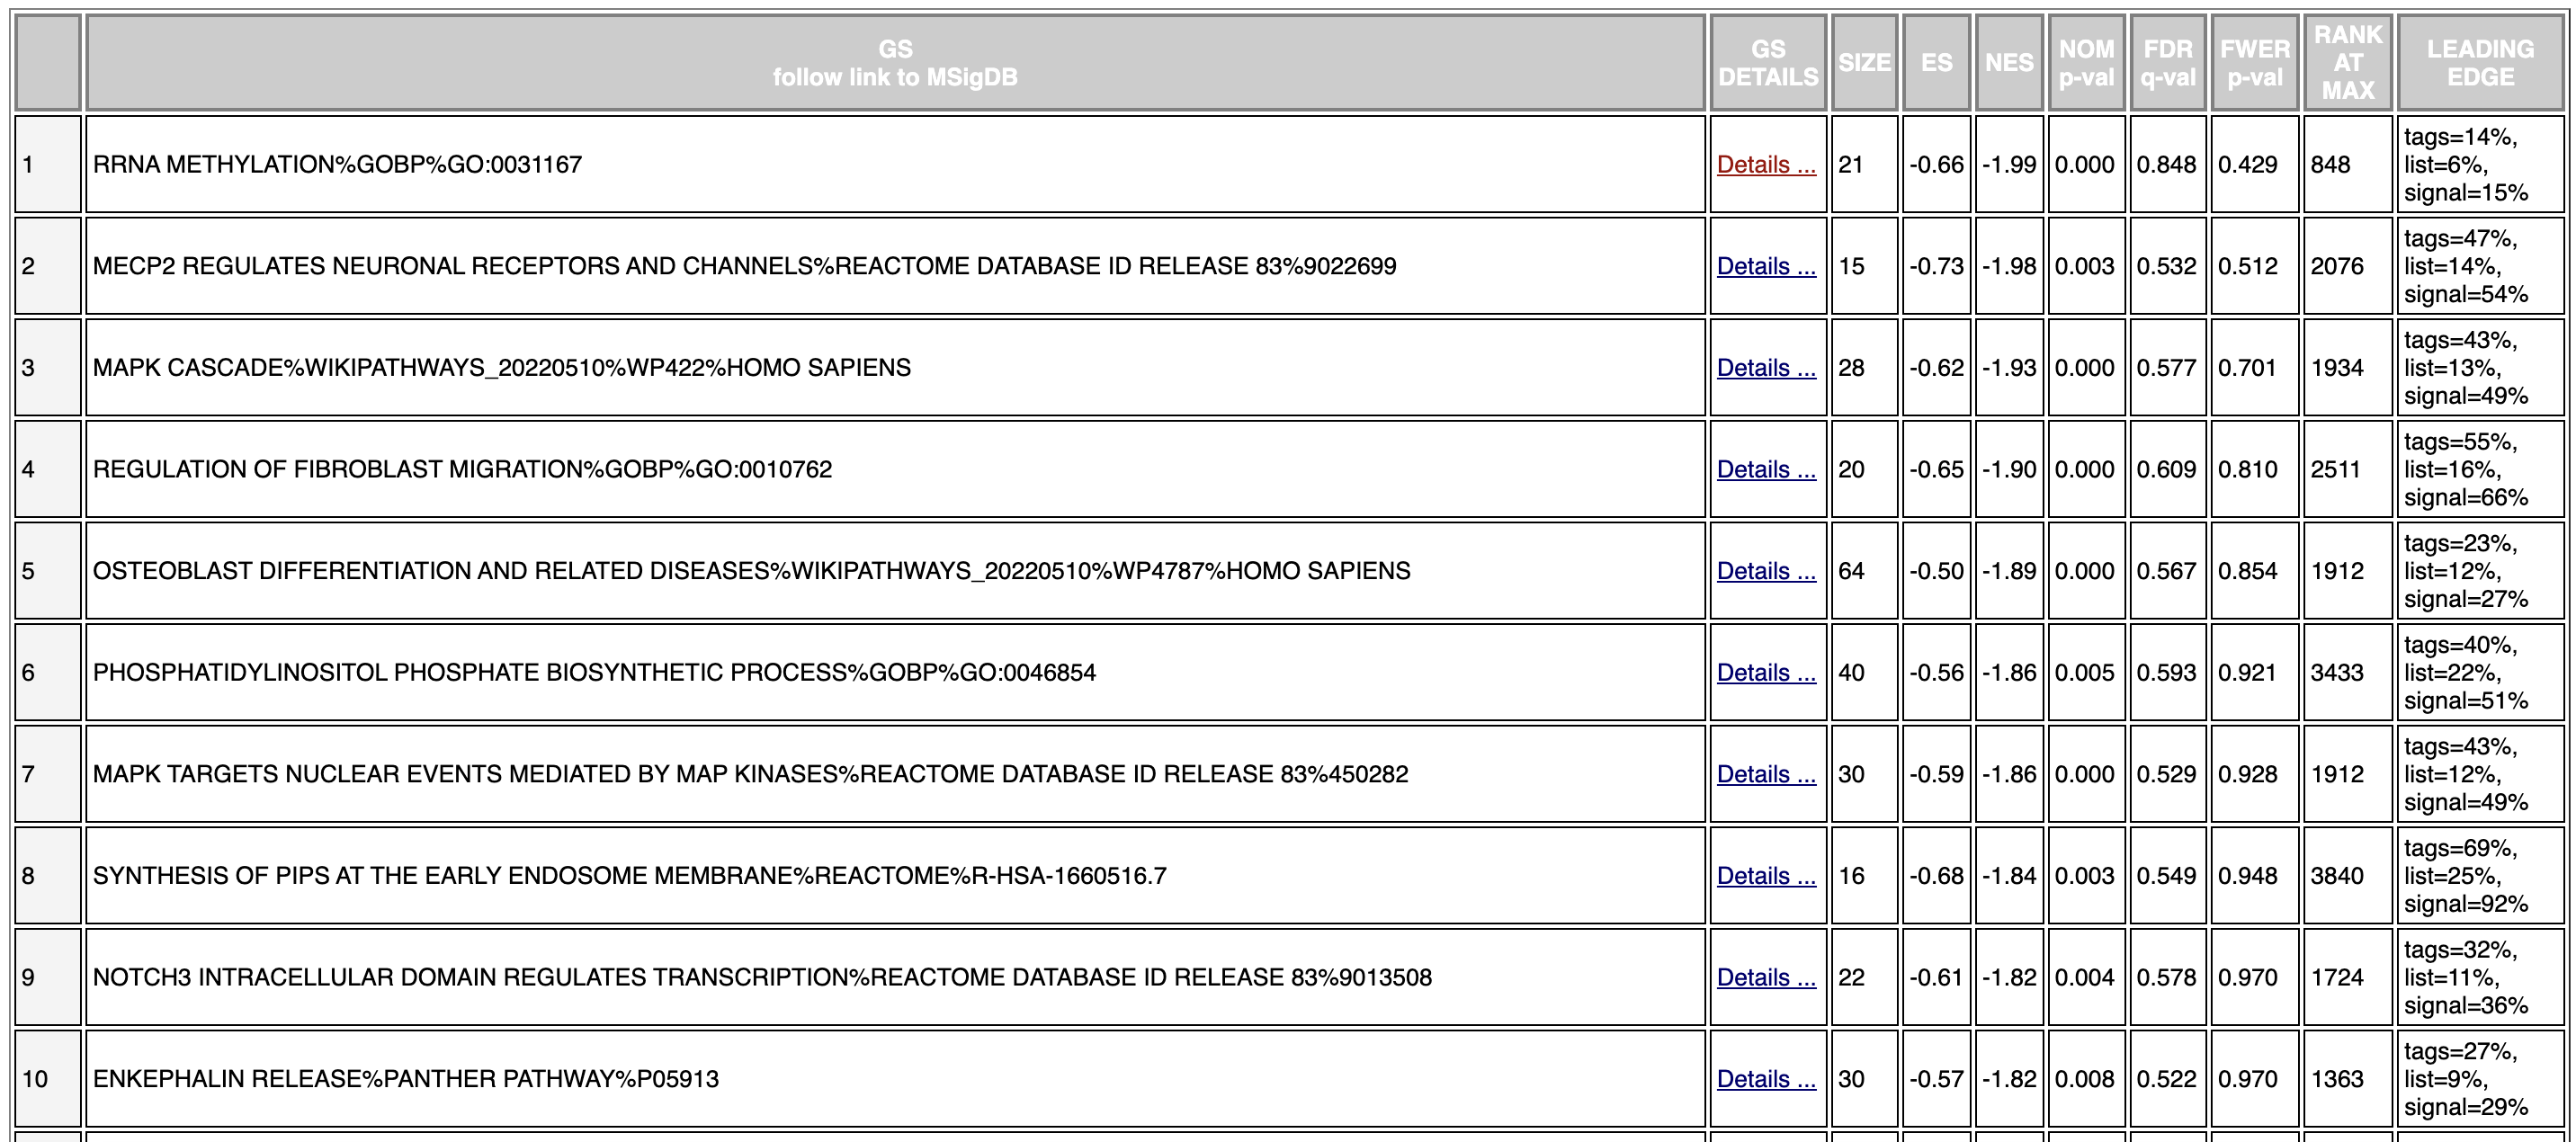 GS
follow link to MSigDB
GS
DETAILS
SIZE
ES
NES
NOM
p-val
FDR
q-val
FWER
p-val
RANK
AT
MAX
LEADING
EDGE
1
RRNA METHYLATION%GOBP%GO:0031167
Details ...
21
-0.66
-1.99
0.000
0.848
0.429
848
tags=14%,
list=6%,
signal=15%
2
MECP2 REGULATES NEURONAL RECEPTORS AND CHANNELS%REACTOME DATABASE ID RELEASE 83%9022699
Details ...
15
-0.73
-1.98
0.003
0.532
0.512
2076
tags=47%,
list=14%,
signal=54%
3
MAPK CASCADE%WIKIPATHWAYS_20220510%WP422%HOMO SAPIENS
Details ...
28
-0.62
-1.93
0.000
0.577
0.701
1934
tags=43%,
list=13%,
signal=49%
4
REGULATION OF FIBROBLAST MIGRATION%GOBP%GO:0010762
Details ...
20
-0.65
-1.90
0.000
0.609
0.810
2511
tags=55%,
list=16%,
signal=66%
5
OSTEOBLAST DIFFERENTIATION AND RELATED DISEASES%WIKIPATHWAYS_20220510%WP4787%HOMO SAPIENS
Details ...
64
-0.50
-1.89
0.000
0.567
0.854
1912
tags=23%,
list=12%,
signal=27%
6
PHOSPHATIDYLINOSITOL PHOSPHATE BIOSYNTHETIC PROCESS%GOBP%GO:0046854
Details ...
40
-0.56
-1.86
0.005
0.593
0.921
3433
tags=40%,
list=22%,
signal=51%
7
MAPK TARGETS NUCLEAR EVENTS MEDIATED BY MAP KINASES%REACTOME DATABASE ID RELEASE 83%450282
Details ...
30
-0.59
-1.86
0.000
0.529
0.928
1912
tags=43%,
list=12%,
signal=49%
8
SYNTHESIS OF PIPS AT THE EARLY ENDOSOME MEMBRANE%REACTOME%R-HSA-1660516.7
Details ...
16
-0.68
-1.84
0.003
0.549
0.948
3840
tags=69%,
list=25%,
signal=92%
9
NOTCH3 INTRACELLULAR DOMAIN REGULATES TRANSCRIPTION%REACTOME DATABASE ID RELEASE 83%9013508
Details ...
22
-0.61
-1.82
0.004
0.578
0.970
1724
tags=32%,
list=11%,
signal=36%
10
ENKEPHALIN RELEASE%PANTHER PATHWAY%P05913
Details ...
30
-0.57
-1.82
0.008
0.522
0.970
1363
tags=27%,
list=9%,
signal=29%